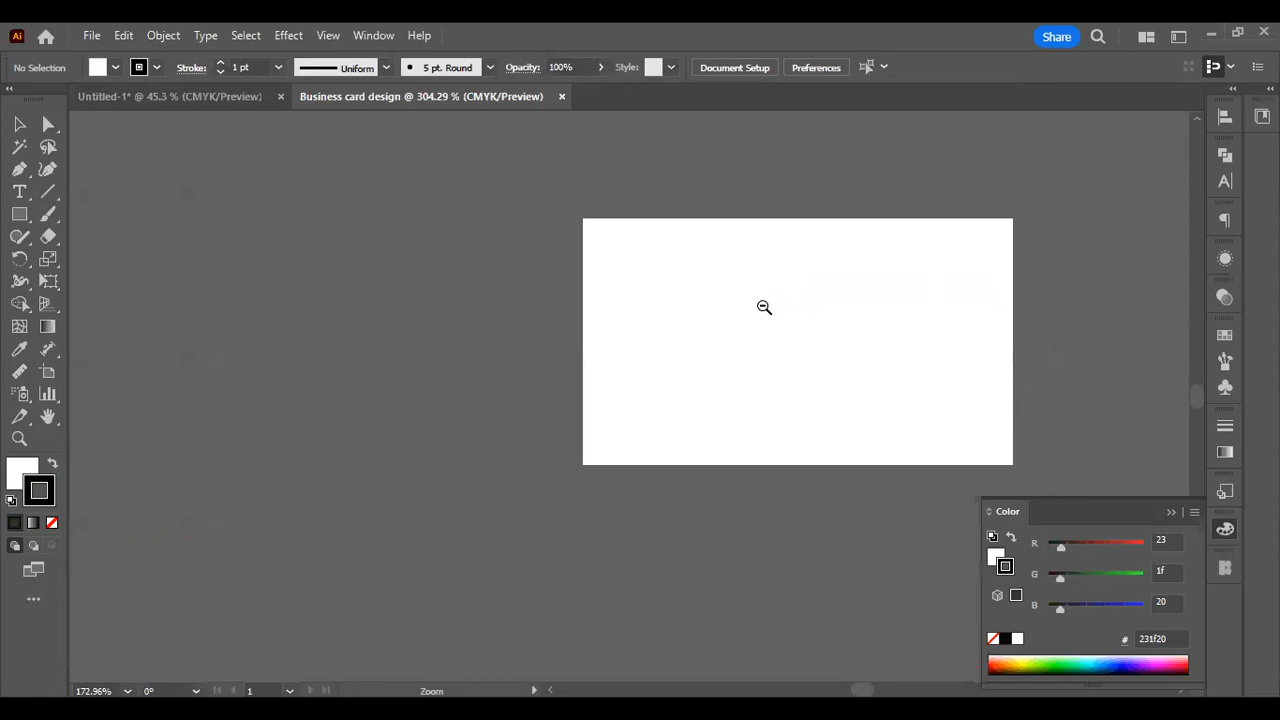 Ai File Edit Object Type Select Effect View Window Help Share
No Selection Stroke: 1 pt Uniform 5 pt. Round Opacity: 100% Style: Document Setup Preferences
Untitled-1* @ 45.3 % (CMYK/Preview) × Business card design @ 304.29 % (CMYK/Preview) ×
Color
R 23
G 1f
B 20
# 231f20
172.96% 0° 1 Zoom